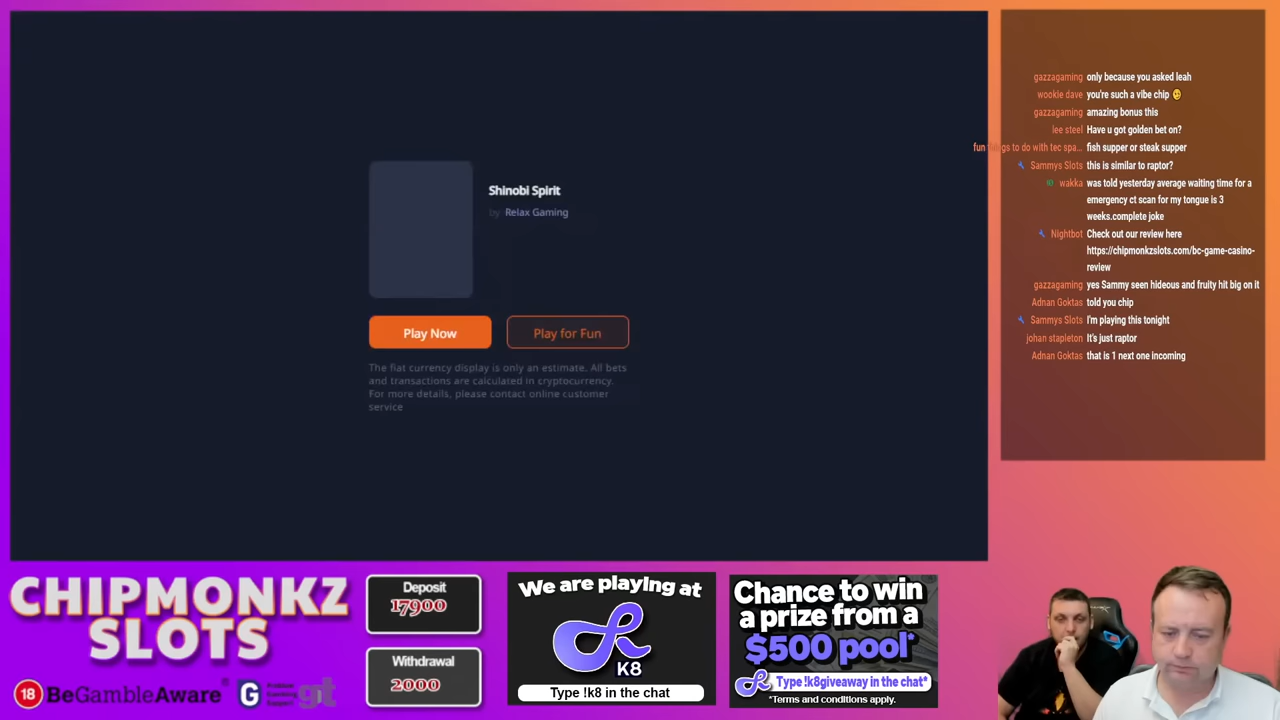 Shinobi Spirit
by Relax Gaming
Play Now
Play for Fun
The fiat currency display is only an estimate. All bets
and transactions are calculated in cryptocurrency.
For more details, please contact online customer
service
gazzagaming only because you asked leah
wookie dave you're such a vibe chip
gazzagaming amazing bonus this
lee steel Have u got golden bet on?
fun things to do with tec spa... fish supper or steak supper
Sammys Slots this is similar to raptor?
wakka was told yesterday average waiting time for a
emergency ct scan for my tongue is 3
weeks.complete joke
Nightbot Check out our review here
https://chipmonkzslots.com/bc-game-casino-
review
gazzagaming yes Sammy seen hideous and fruity hit big on it
Adnan Goktas told you chip
Sammys Slots I'm playing this tonight
johan stapleton It's just raptor
Adnan Goktas that is 1 next one incoming
CHIPMONKZ
SLOTS
18 BeGambleAware®
Deposit
17900
Withdrawal
2000
We are playing at
K8
Type !k8 in the chat
Chance to win
a prize from a
$500 pool*
Type !k8giveaway in the chat*
*Terms and conditions apply.